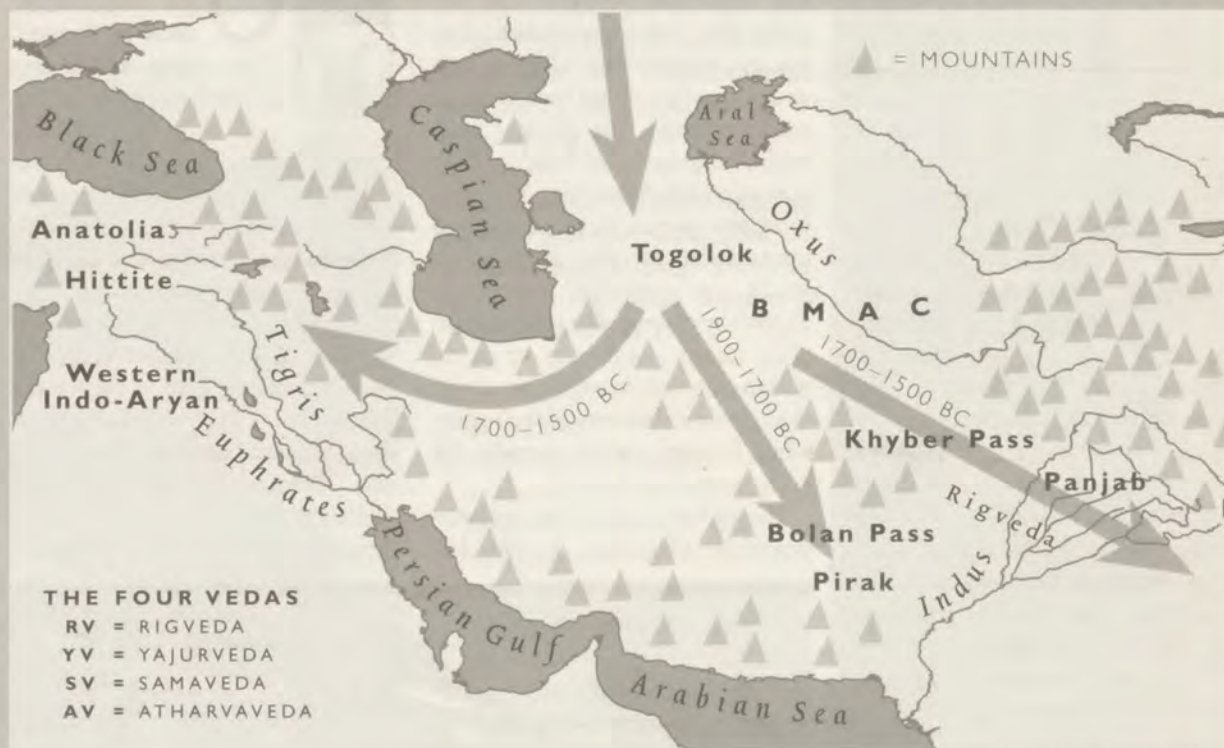 = MOUNTAINS
Black Sea
Caspian Sea
Aral
Sea
Oxus
Anatolia
Togolok
Hittite
BMAC
Tigris
1900–1700 BC
1700–1500 BC
Western
Indo-Aryan
1700–1500 BC
Khyber Pass
Euphrates
Panjab
Rigveda
Bolan Pass
Indus
Pirak
Persian Gulf
Arabian Sea
THE FOUR VEDAS
RV = RIGVEDA
YV = YAJURVEDA
SV = SAMAVEDA
AV = ATHARVAVEDA